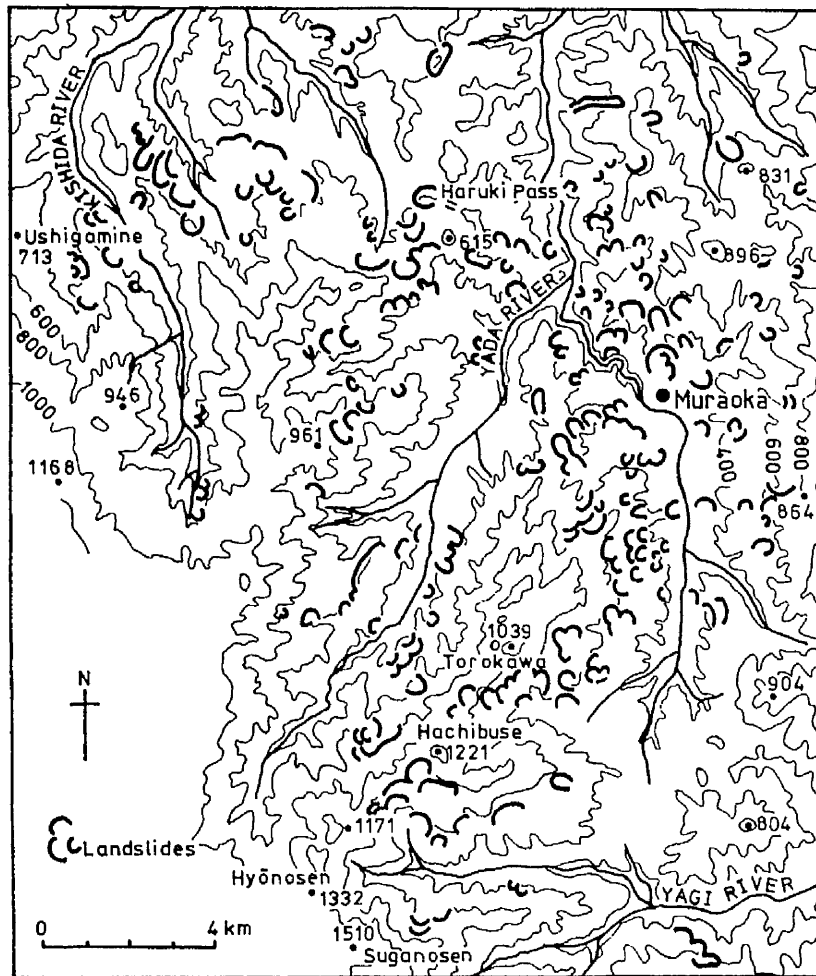 KISHIDA RIVER
Haruki Pass
831
Ushigamine
713
615
896
YADA RIVER
600
800
1000
946
Muraoka
961
1168
400
600
800
864
1039
Torokawa
N
904
Hachibuse
1221
1171
804
Landslides
Hyōnosen
1332
YAGI RIVER
0 4 km
1510
Suganosen